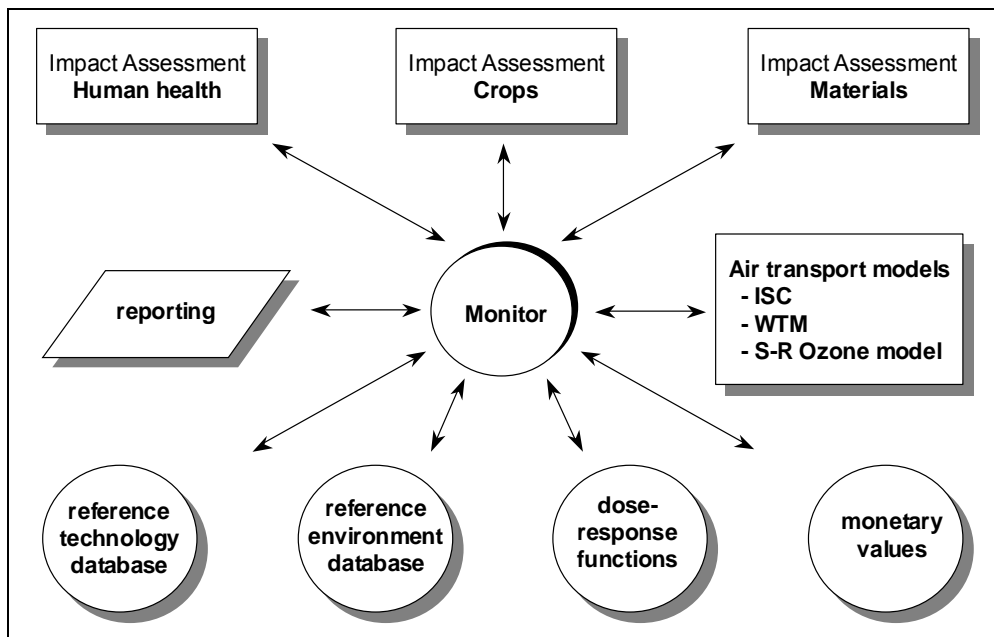 Impact Assessment
Human health
Impact Assessment
Crops
Impact Assessment
Materials
reporting
Monitor
Air transport models
- ISC
- WTM
- S-R Ozone model
reference
technology
database
reference
environment
database
dose-
response
functions
monetary
values